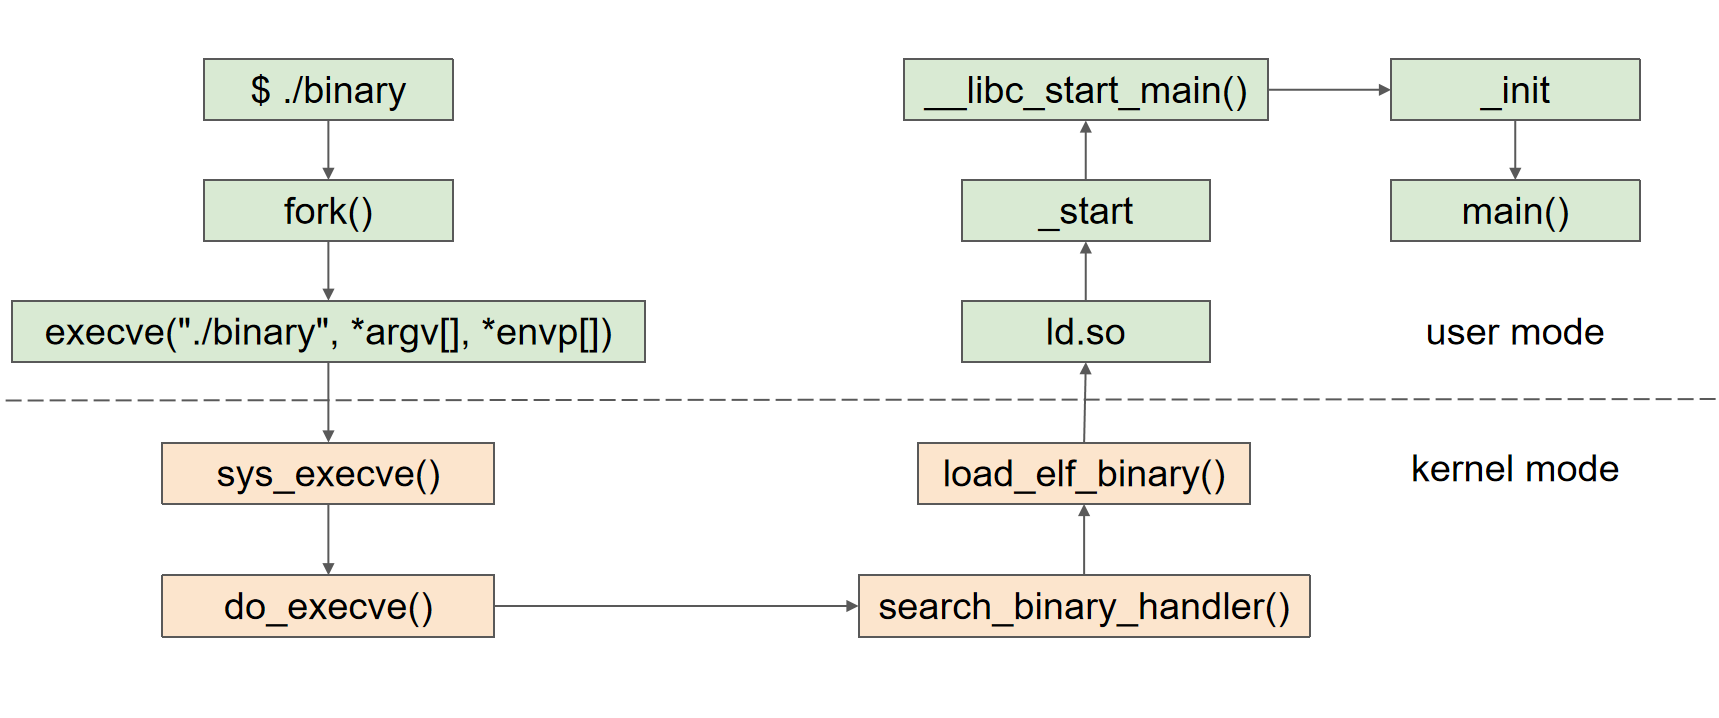 $ ./binary
fork()
execve("./binary", *argv[], *envp[])
sys_execve()
do_execve()
search_binary_handler()
load_elf_binary()
ld.so
_start
__libc_start_main()
_init
main()
user mode
kernel mode